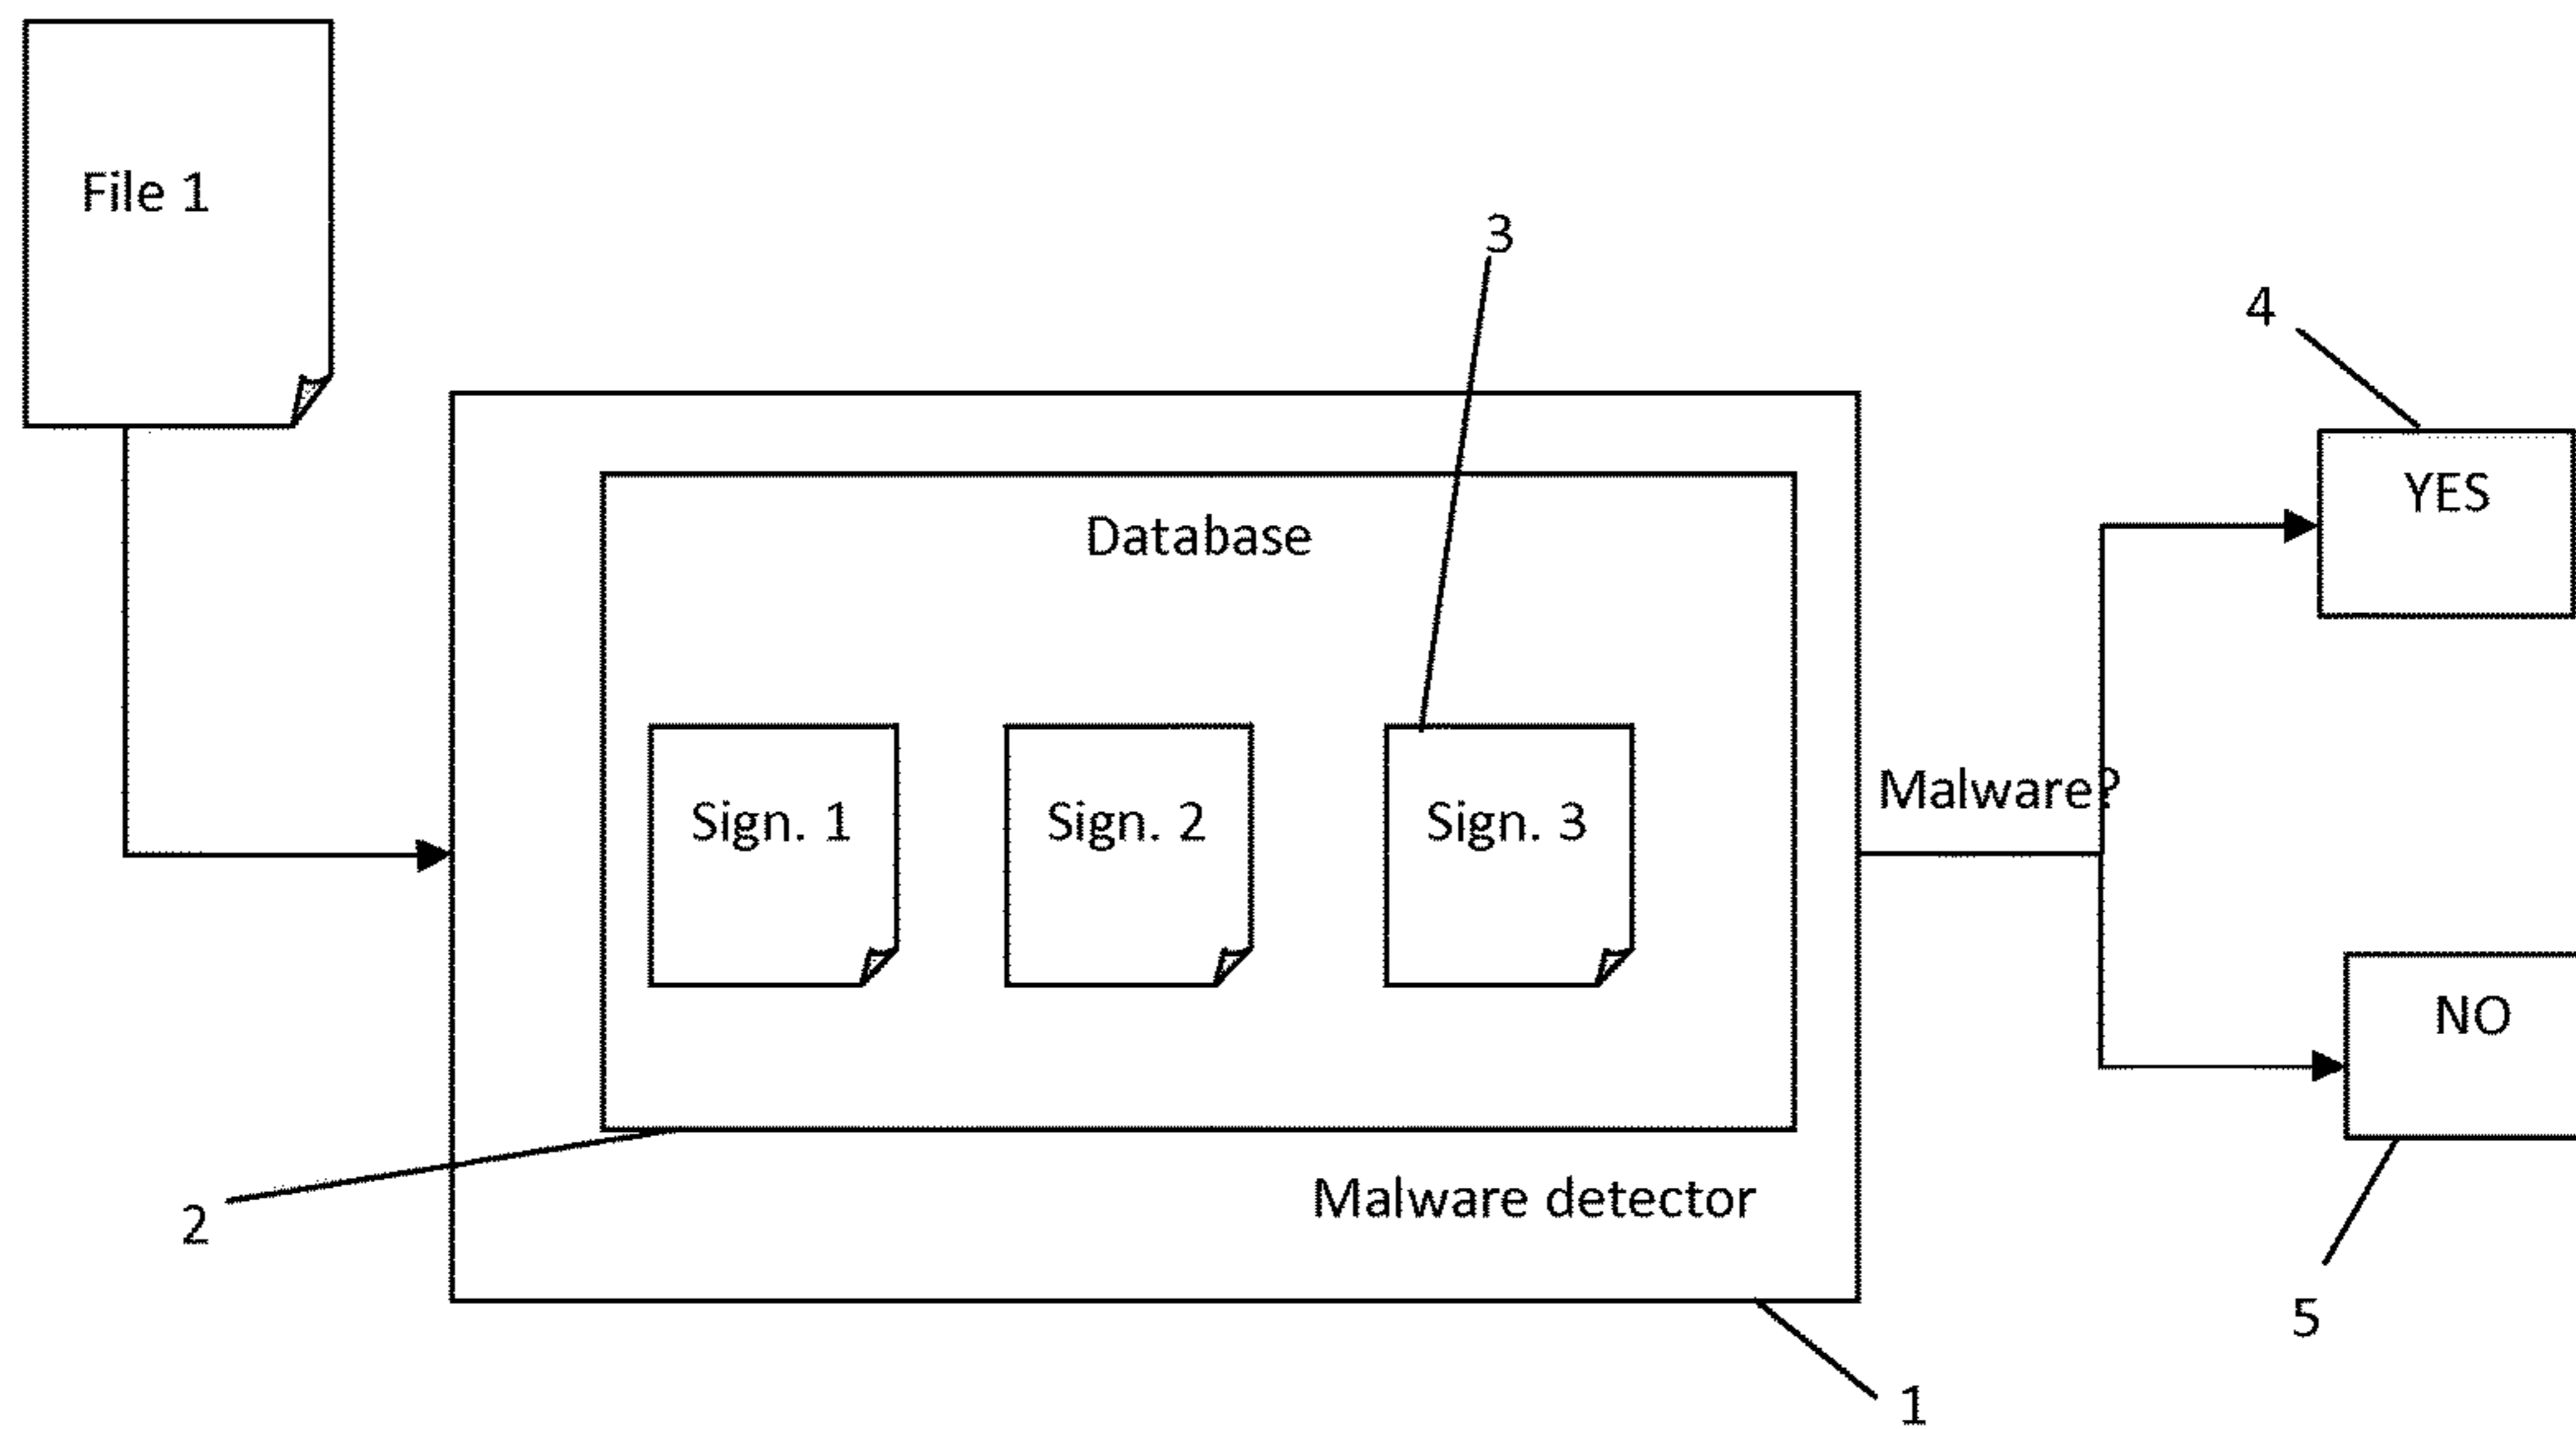 File 1
3
4
YES
Database
Malware?
Sign. 1
Sign. 2
Sign. 3
NO
Malware detector
2
5
1